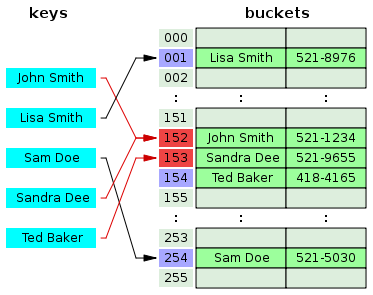 keys buckets
000
001 Lisa Smith 521-8976
002
: : :
151
152 John Smith 521-1234
153 Sandra Dee 521-9655
154 Ted Baker 418-4165
155
: : :
253
254 Sam Doe 521-5030
255
John Smith
Lisa Smith
Sam Doe
Sandra Dee
Ted Baker